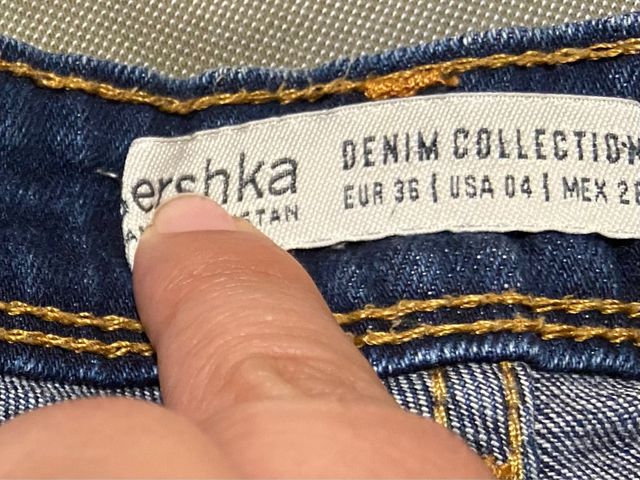 ershka
DENIM COLLECTION
EUR 36 | USA 04 | MEX 2